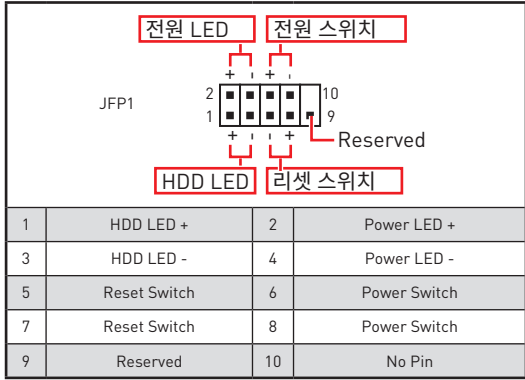 전원 LED 전원 스위치
+ - + -
JFP1
2 10
1 9
+ - - +
Reserved
HDD LED 리셋 스위치
1 HDD LED + 2 Power LED +
3 HDD LED - 4 Power LED -
5 Reset Switch 6 Power Switch
7 Reset Switch 8 Power Switch
9 Reserved 10 No Pin